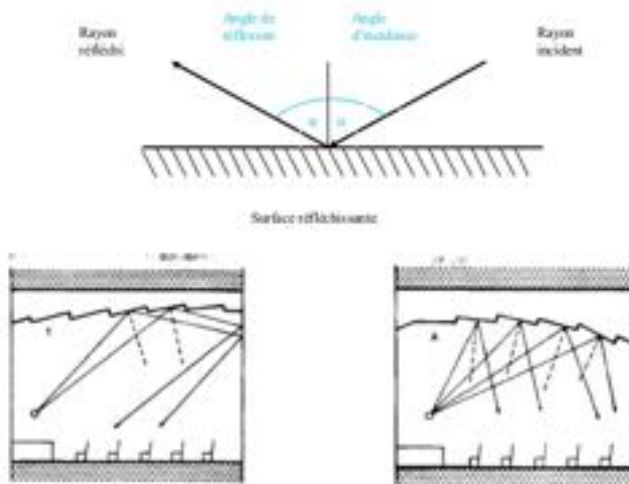 Rayon
réfléchi
Angle de
réflexion
Angle
d'incidence
Rayon
incident
Surface réfléchissante